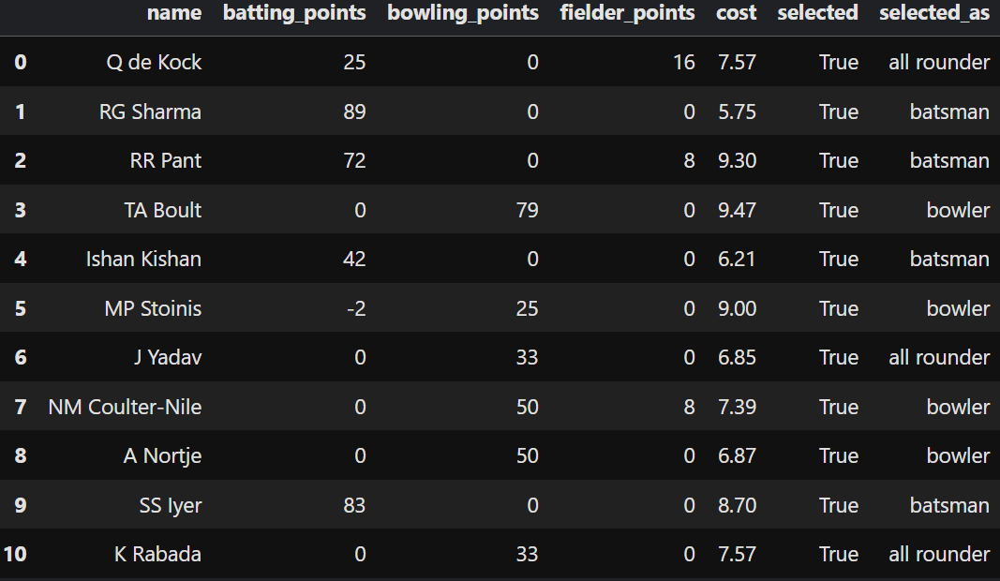 name batting_points bowling_points fielder_points cost selected selected_as
0 Q de Kock 25 0 16 7.57 True all rounder
1 RG Sharma 89 0 0 5.75 True batsman
2 RR Pant 72 0 8 9.30 True batsman
3 TA Boult 0 79 0 9.47 True bowler
4 Ishan Kishan 42 0 0 6.21 True batsman
5 MP Stoinis -2 25 0 9.00 True bowler
6 J Yadav 0 33 0 6.85 True all rounder
7 NM Coulter-Nile 0 50 8 7.39 True bowler
8 A Nortje 0 50 0 6.87 True bowler
9 SS Iyer 83 0 0 8.70 True batsman
10 K Rabada 0 33 0 7.57 True all rounder